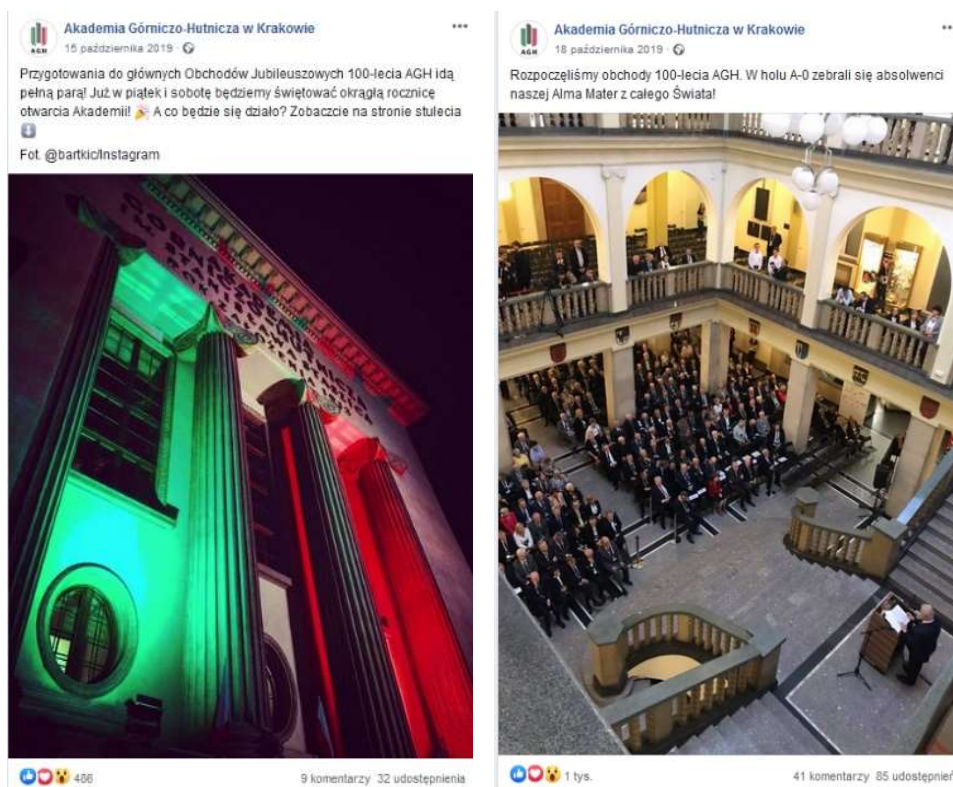 Akademia Górniczo-Hutnicza w Krakowie
15 października 2019 ·
AGH
Przygotowania do głównych Obchodów Jubileuszowych 100-lecia AGH idą
pełną parą! Już w piątek i sobotę będziemy świętować okrągłą rocznicę
otwarcia Akademii! A co będzie się działo? Zobaczcie na stronie stulecia
Fot. @bartkic/Instagram
486
9 komentarzy 32 udostępnienia
Akademia Górniczo-Hutnicza w Krakowie
18 października 2019 ·
AGH
Rozpoczęliśmy obchody 100-lecia AGH. W holu A-0 zebrali się absolwenci
naszej Alma Mater z całego Świata!
1 tys.
41 komentarzy 85 udostępnień